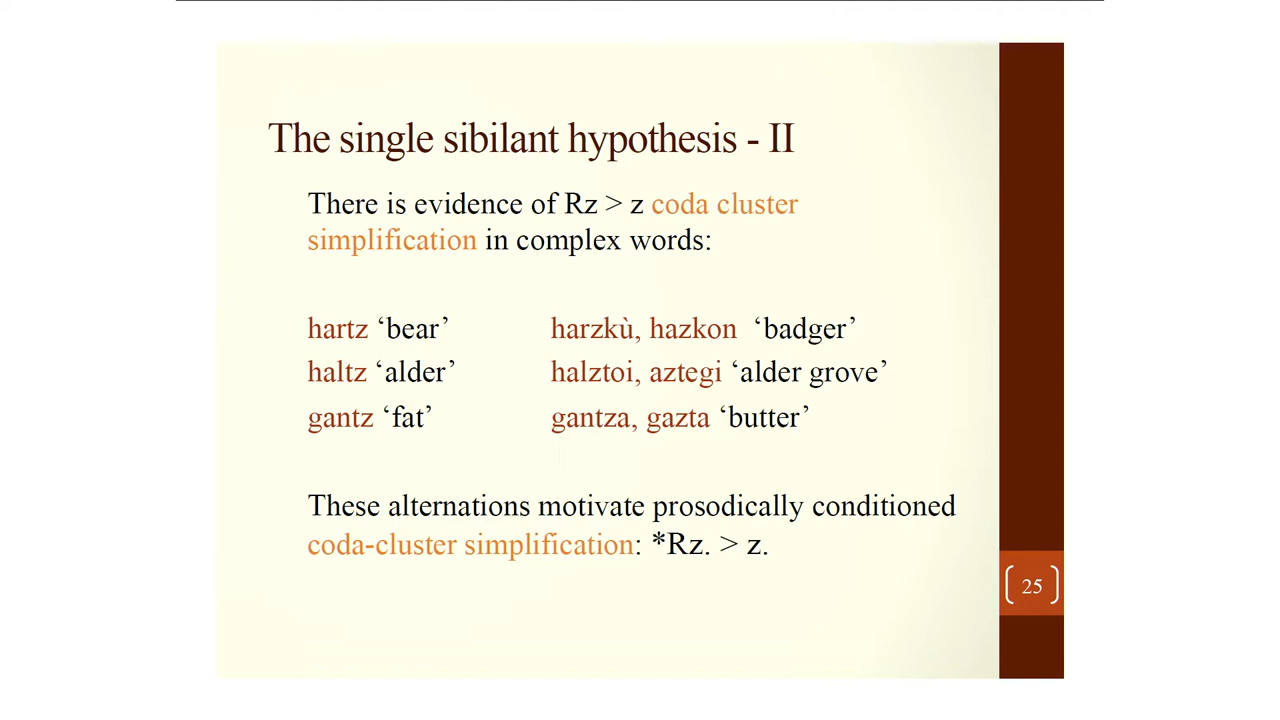 The single sibilant hypothesis - II
There is evidence of Rz > z coda cluster
simplification in complex words:
hartz ‘bear’ harzkù, hazkon ‘badger’
haltz ‘alder’ halztoi, aztegi ‘alder grove’
gantz ‘fat’ gantza, gazta ‘butter’
These alternations motivate prosodically conditioned
coda-cluster simplification: *Rz. > z.
25